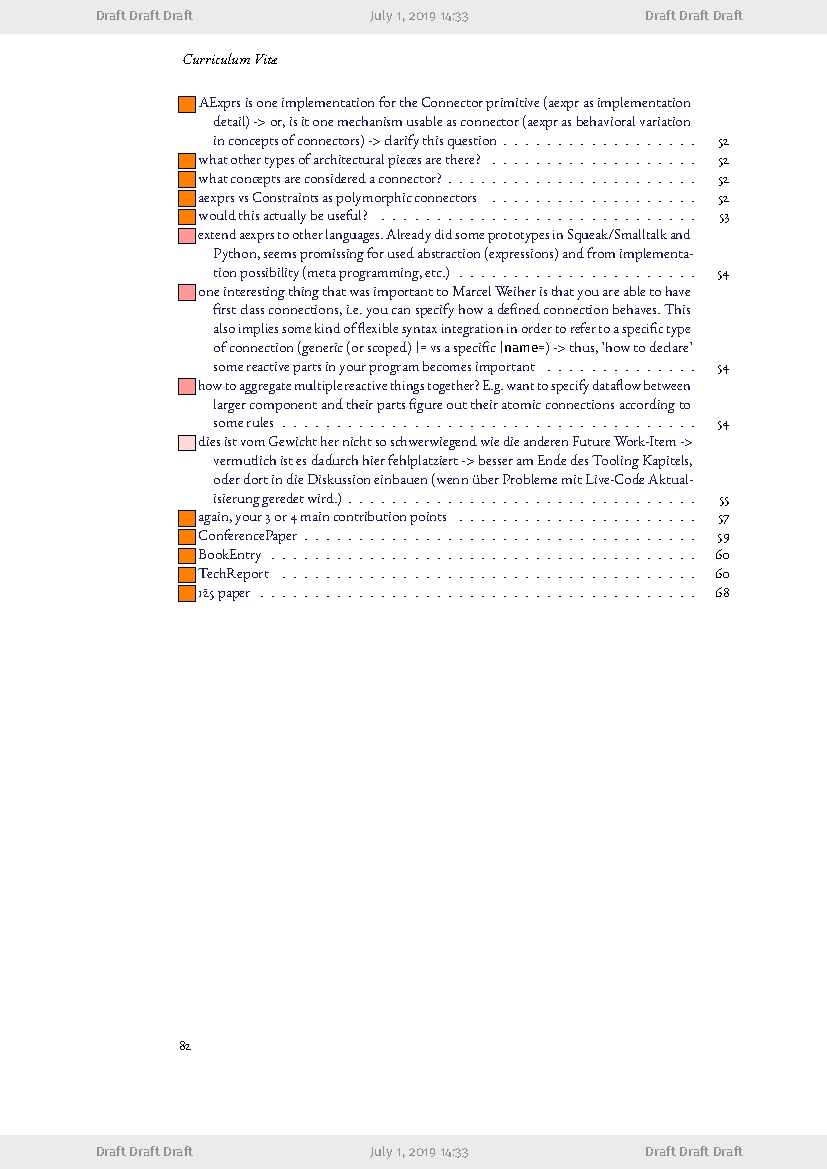 Draft Draft Draft July 1, 2019 14:33 Draft Draft Draft
Curriculum Vitæ
AExprs is one implementation for the Connector primitive (aexpr as implementation
detail) -> or, is it one mechanism usable as connector (aexpr as behavioral variation
in concepts of connectors) -> clarify this question . . . . . . . . . . . . . . . . . . 52
what other types of architectural pieces are there? . . . . . . . . . . . . . . . . . . . 52
what concepts are considered a connector? . . . . . . . . . . . . . . . . . . . . . . . 52
aexprs vs Constraints as polymorphic connectors . . . . . . . . . . . . . . . . . . . 52
would this actually be useful? . . . . . . . . . . . . . . . . . . . . . . . . . . . . . 53
extend aexprs to other languages. Already did some prototypes in Squeak/Smalltalk and
Python, seems promissing for used abstraction (expressions) and from implementa-
tion possibility (meta programming, etc.) . . . . . . . . . . . . . . . . . . . . . . 54
one interesting thing that was important to Marcel Weiher is that you are able to have
first class connections, i.e. you can specify how a defined connection behaves. This
also implies some kind of flexible syntax integration in order to refer to a specific type
of connection (generic (or scoped) |= vs a specific |name=) -> thus, 'how to declare'
some reactive parts in your program becomes important . . . . . . . . . . . . . . 54
how to aggregate multiple reactive things together? E.g. want to specify dataflow between
larger component and their parts figure out their atomic connections according to
some rules . . . . . . . . . . . . . . . . . . . . . . . . . . . . . . . . . . . . . . 54
dies ist vom Gewicht her nicht so schwerwiegend wie die anderen Future Work-Item ->
vermutlich ist es dadurch hier fehlplatziert -> besser am Ende des Tooling Kapitels,
oder dort in die Diskussion einbauen (wenn über Probleme mit Live-Code Aktual-
isierung geredet wird.) . . . . . . . . . . . . . . . . . . . . . . . . . . . . . . . . 55
again, your 3 or 4 main contribution points . . . . . . . . . . . . . . . . . . . . . . 57
ConferencePaper . . . . . . . . . . . . . . . . . . . . . . . . . . . . . . . . . . . . 59
BookEntry . . . . . . . . . . . . . . . . . . . . . . . . . . . . . . . . . . . . . . . 60
TechReport . . . . . . . . . . . . . . . . . . . . . . . . . . . . . . . . . . . . . . 60
125 paper . . . . . . . . . . . . . . . . . . . . . . . . . . . . . . . . . . . . . . . . 68
82
Draft Draft Draft July 1, 2019 14:33 Draft Draft Draft